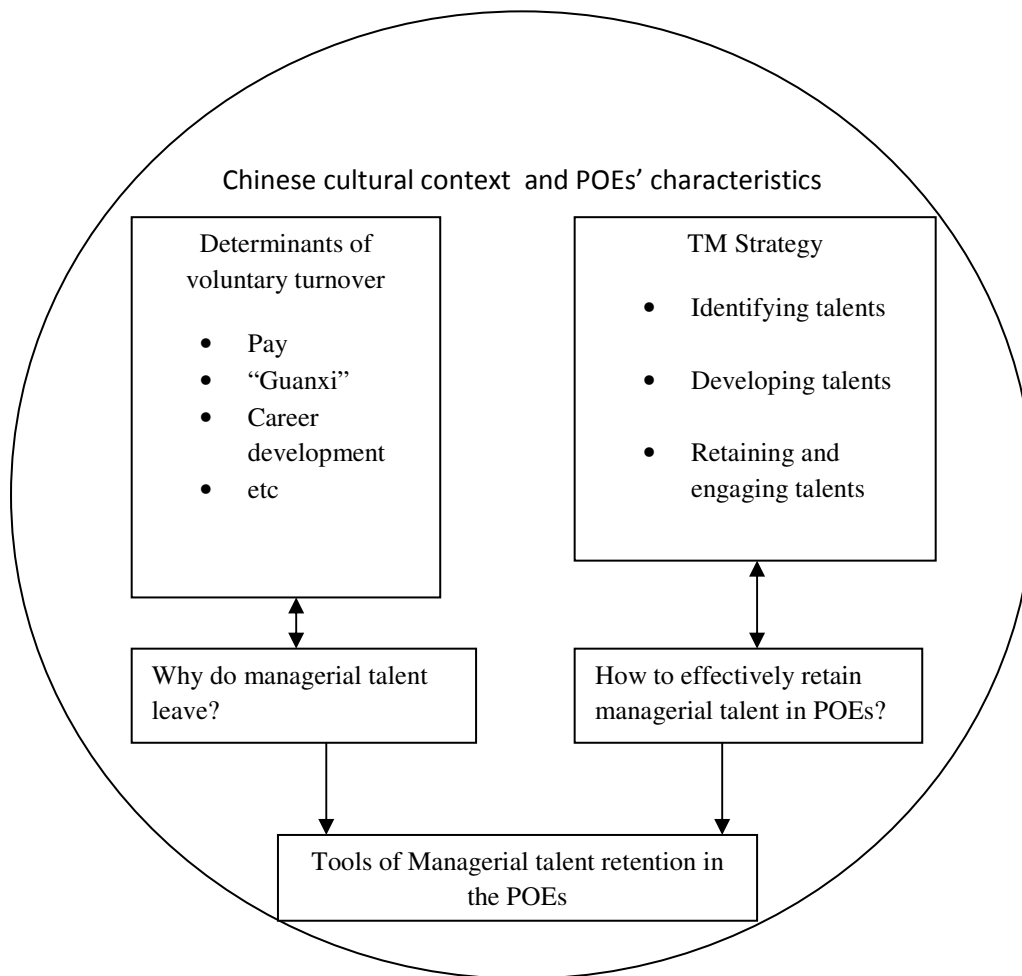 Chinese cultural context  and POEs’ characteristics
Determinants of
voluntary turnover
• Pay
• “Guanxi”
• Career
development
• etc
TM Strategy
• Identifying talents
• Developing talents
• Retaining and
engaging talents
Why do managerial talent
leave?
How to effectively retain
managerial talent in POEs?
Tools of Managerial talent retention in
the POEs